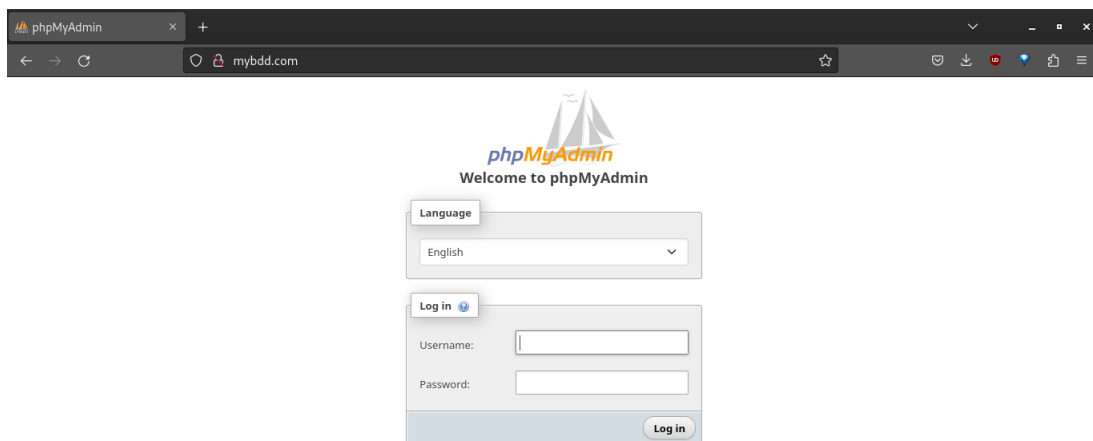 phpMyAdmin
mybdd.com
phpMyAdmin
Welcome to phpMyAdmin
Language
English
Log in
Username:
Password:
Log in